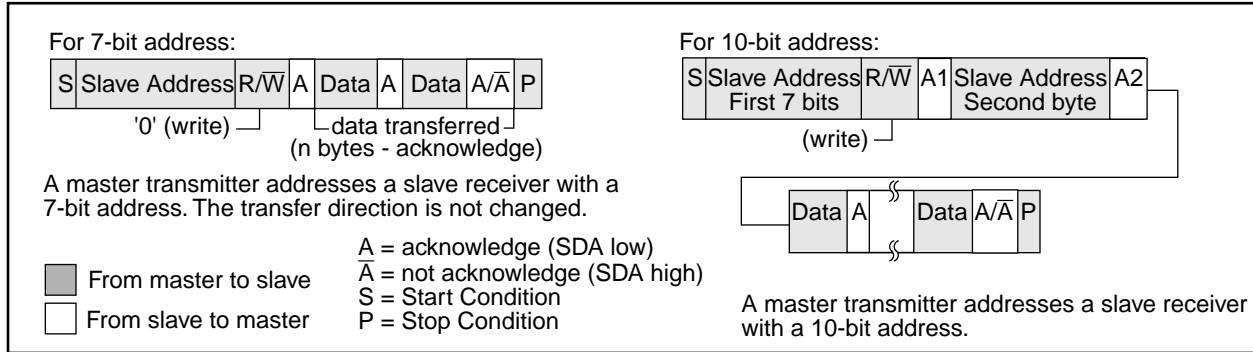 For 7-bit address:
S Slave Address R/W̅ A Data A Data A/A̅ P
'0' (write)
data transferred
(n bytes - acknowledge)
A master transmitter addresses a slave receiver with a
7-bit address. The transfer direction is not changed.
From master to slave
From slave to master
A = acknowledge (SDA low)
A̅ = not acknowledge (SDA high)
S = Start Condition
P = Stop Condition
For 10-bit address:
S Slave Address R/W̅ A1 Slave Address A2
First 7 bits Second byte
(write)
Data A Data A/A̅ P
A master transmitter addresses a slave receiver
with a 10-bit address.